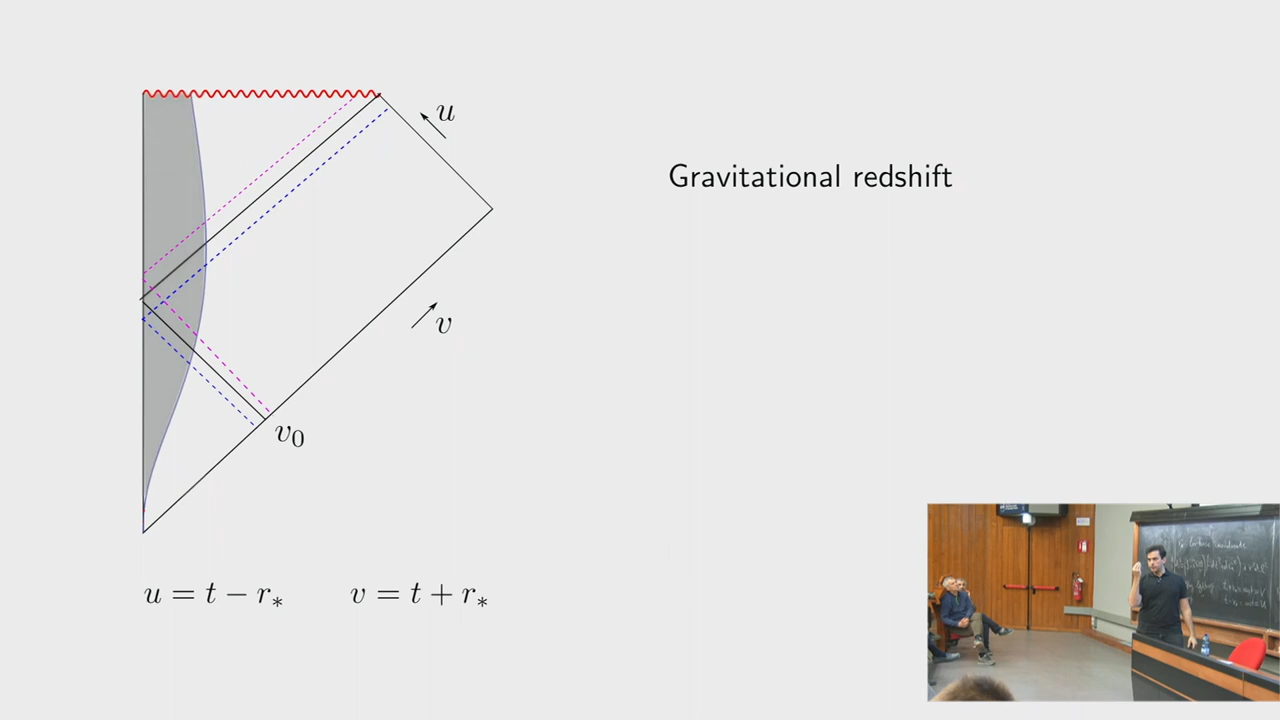 u
Gravitational redshift
v
v₀
u = t − r∗
v = t + r∗